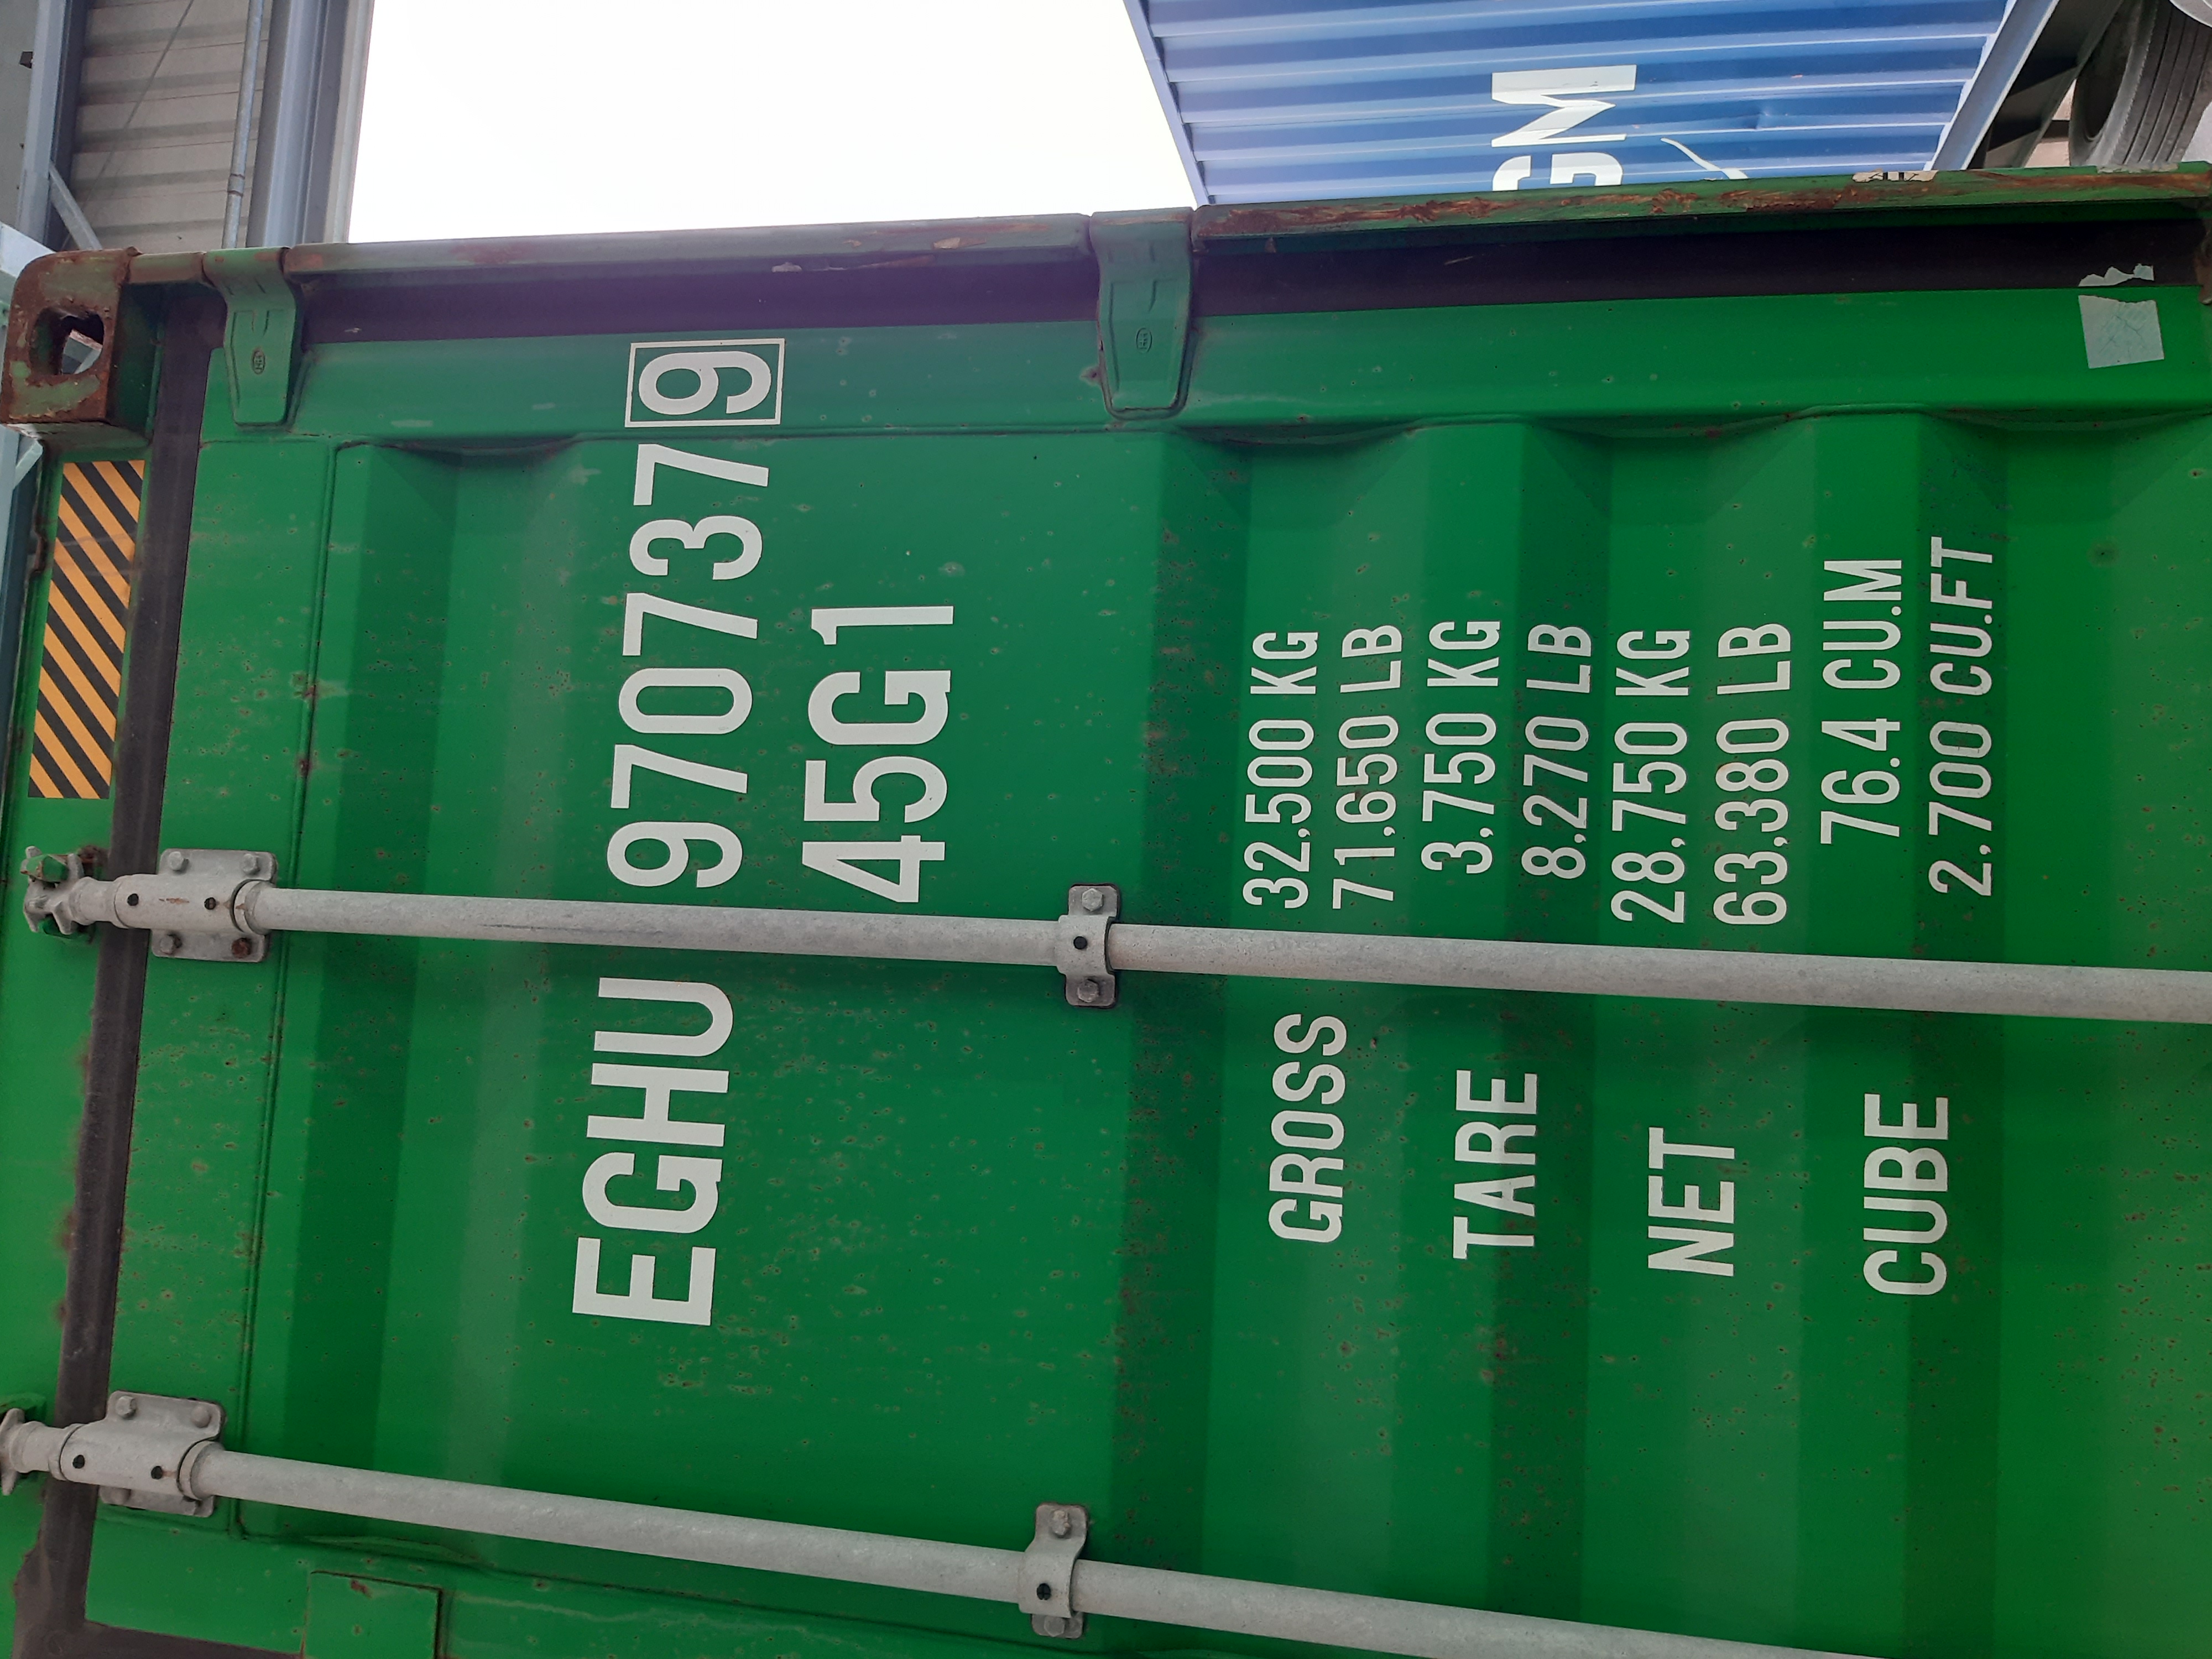 EGHU 970737 9
45G1
GROSS 32,500 KG
71,650 LB
TARE 3,750 KG
8,270 LB
NET 28,750 KG
63,380 LB
CUBE 76.4 CU.M
2,700 CU.FT
GM